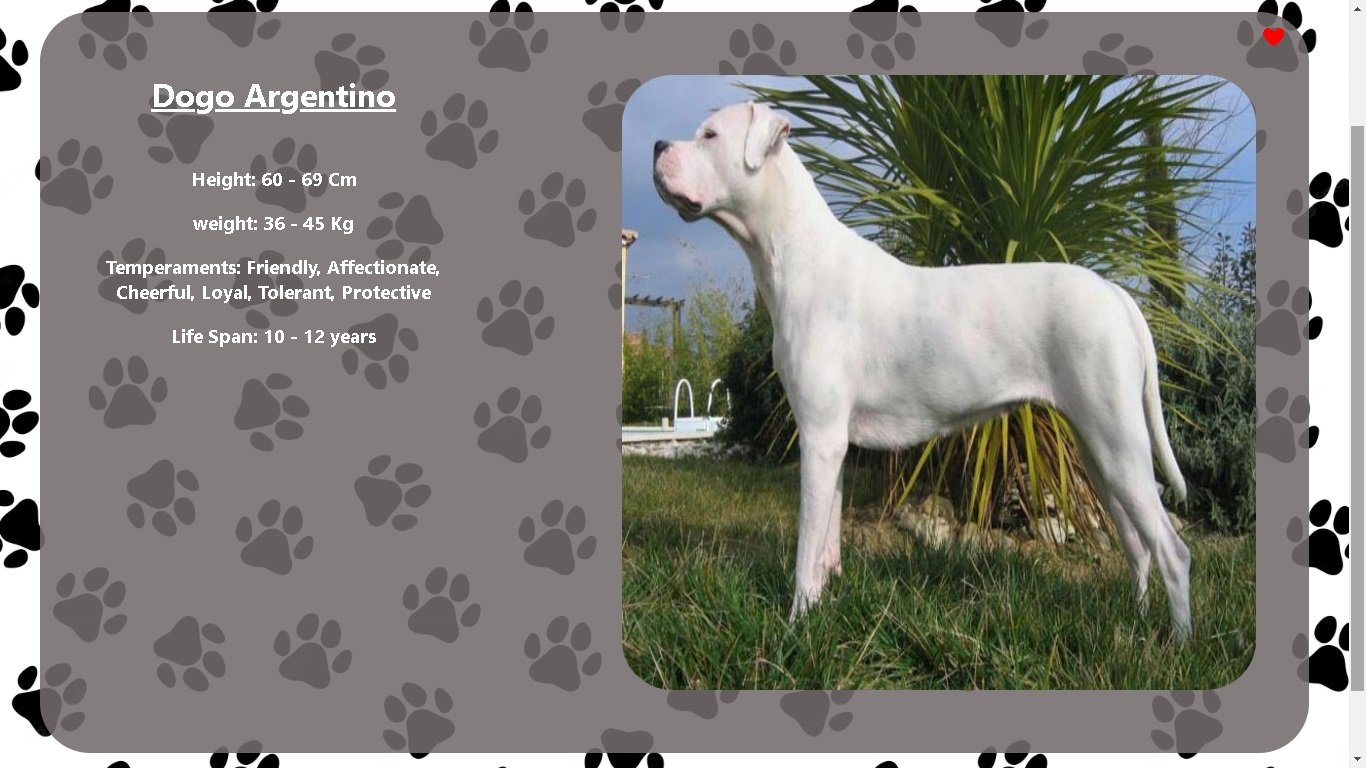 Dogo Argentino
Height: 60 - 69 Cm
weight: 36 - 45 Kg
Temperaments: Friendly, Affectionate,
Cheerful, Loyal, Tolerant, Protective
Life Span: 10 - 12 years